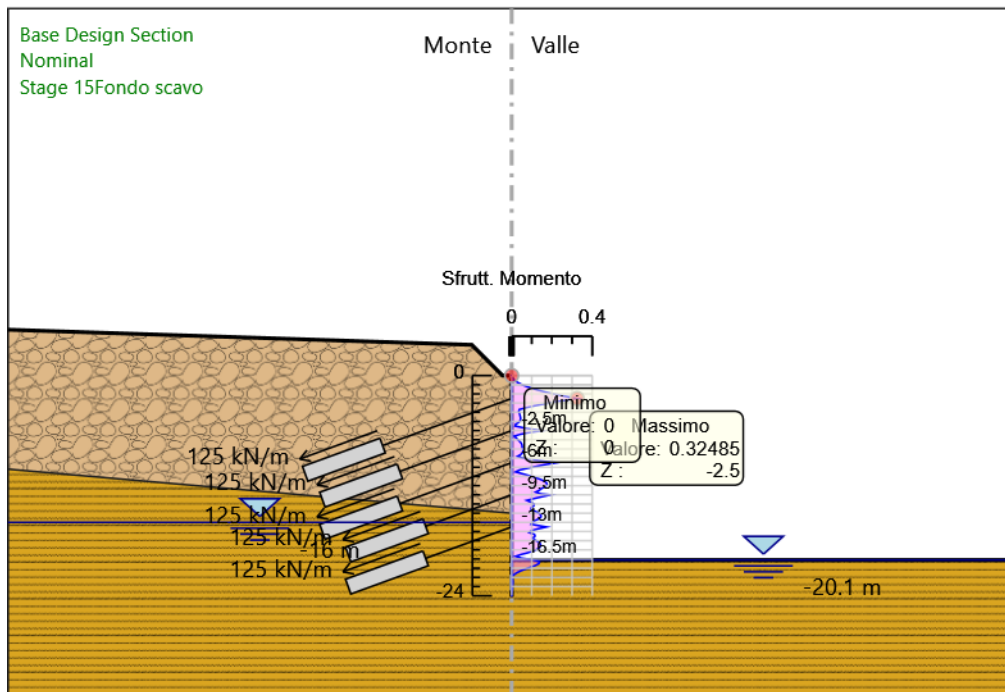 Base Design Section
Nominal
Stage 15Fondo scavo
Monte
Valle
Sfrutt. Momento
0
0.4
0
Minimo
Valore: 0
Z : 0
Massimo
Valore: 0.32485
Z : -2.5
-2.5m
-6m
-9.5m
-13m
-16.5m
125 kN/m
125 kN/m
125 kN/m
125 kN/m
-16 m
125 kN/m
-24
-20.1 m